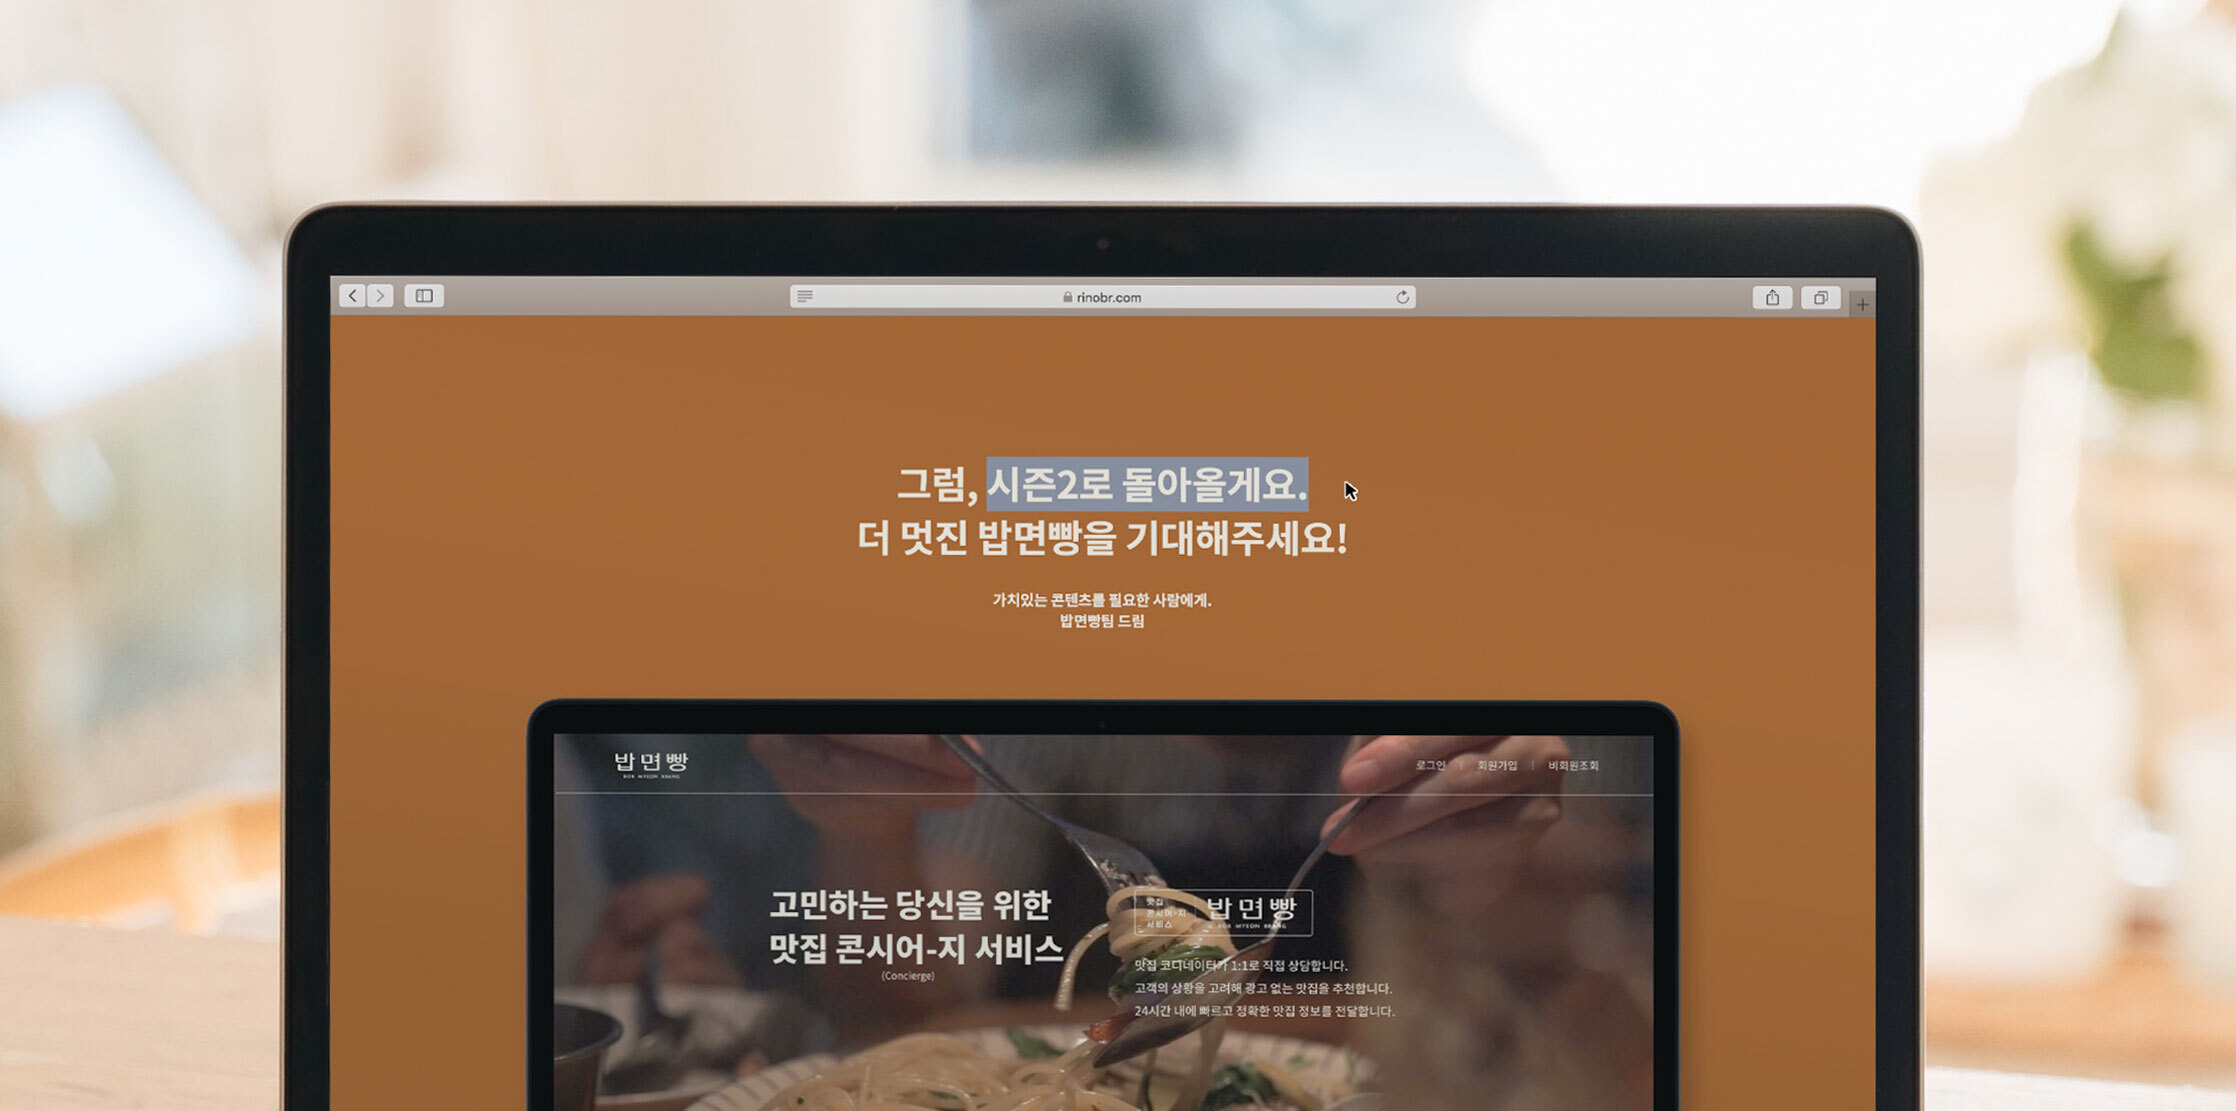 rinobr.com
그럼, 시즌2로 돌아올게요.
더 멋진 밥면빵을 기대해주세요!
가치있는 콘텐츠를 필요한 사람에게.
밥면빵팀 드림
밥면빵
BOB MYEON BBANG
로그인 | 회원가입 | 비회원조회
고민하는 당신을 위한
맛집 콘시어-지 서비스
(Concierge)
맛집
콘시어-지
서비스
밥면빵
BOB MYEON BBANG
맛집 코디네이터가 1:1로 직접 상담합니다.
고객의 상황을 고려해 광고 없는 맛집을 추천합니다.
24시간 내에 빠르고 정확한 맛집 정보를 전달합니다.